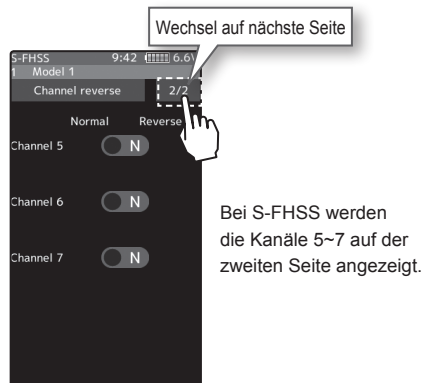 Wechsel auf nächste Seite
S-FHSS 9:42 6.6V
1 Model 1
Channel reverse 2/2
Normal Reverse
Channel 5 N
Channel 6 N
Channel 7 N
Bei S-FHSS werden
die Kanäle 5~7 auf der
zweiten Seite angezeigt.